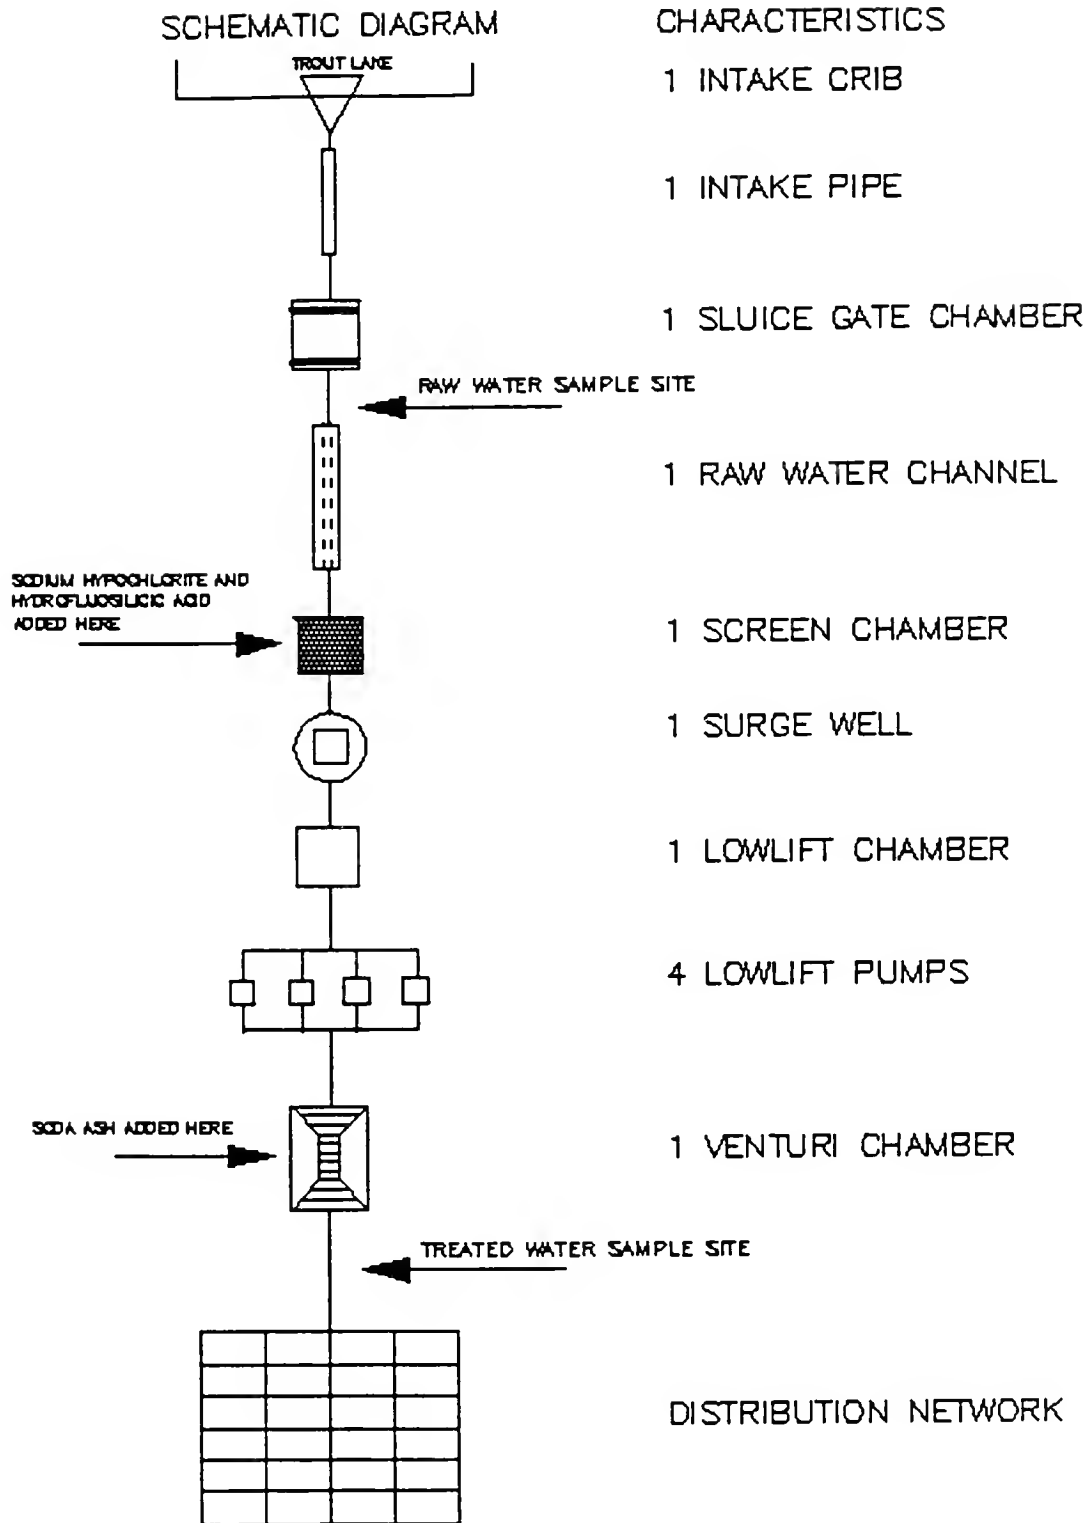 SCHEMATIC DIAGRAM
CHARACTERISTICS
TROUT LAKE
1 INTAKE CRIB
1 INTAKE PIPE
1 SLUICE GATE CHAMBER
RAW WATER SAMPLE SITE
1 RAW WATER CHANNEL
SODIUM HYPOCHLORITE AND
HYDROFLUOSILICIC ACID
ADDED HERE
1 SCREEN CHAMBER
1 SURGE WELL
1 LOWLIFT CHAMBER
4 LOWLIFT PUMPS
SODA ASH ADDED HERE
1 VENTURI CHAMBER
TREATED WATER SAMPLE SITE
DISTRIBUTION NETWORK